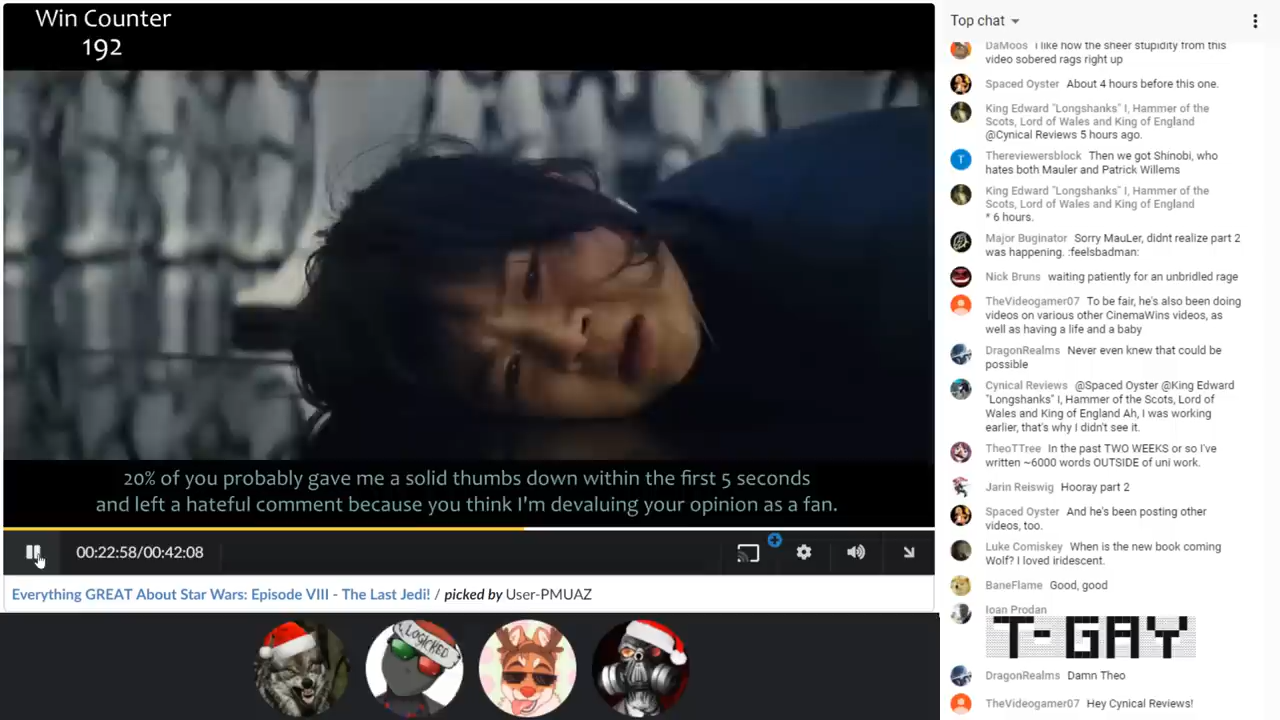 Win Counter
192
20% of you probably gave me a solid thumbs down within the first 5 seconds
and left a hateful comment because you think I'm devaluing your opinion as a fan.
00:22:58/00:42:08
Everything GREAT About Star Wars: Episode VIII - The Last Jedi! / picked by User-PMUAZ
LOGICKED
Top chat
DaMoos I like how the sheer stupidity from this
video sobered rags right up
Spaced Oyster About 4 hours before this one.
King Edward "Longshanks" I, Hammer of the
Scots, Lord of Wales and King of England
@Cynical Reviews 5 hours ago.
T
Thereviewersblock Then we got Shinobi, who
hates both Mauler and Patrick Willems
King Edward "Longshanks" I, Hammer of the
Scots, Lord of Wales and King of England
* 6 hours.
Major Buginator Sorry MauLer, didnt realize part 2
was happening. :feelsbadman:
Nick Bruns waiting patiently for an unbridled rage
TheVideogamer07 To be fair, he's also been doing
videos on various other CinemaWins videos, as
well as having a life and a baby
DragonRealms Never even knew that could be
possible
Cynical Reviews @Spaced Oyster @King Edward
"Longshanks" I, Hammer of the Scots, Lord of
Wales and King of England Ah, I was working
earlier, that's why I didn't see it.
TheoTTree In the past TWO WEEKS or so I've
written ~6000 words OUTSIDE of uni work.
Jarin Reiswig Hooray part 2
Spaced Oyster And he's been posting other
videos, too.
Luke Comiskey When is the new book coming
Wolf? I loved iridescent.
BaneFlame Good, good
Ioan Prodan
T-GAY
DragonRealms Damn Theo
TheVideogamer07 Hey Cynical Reviews!